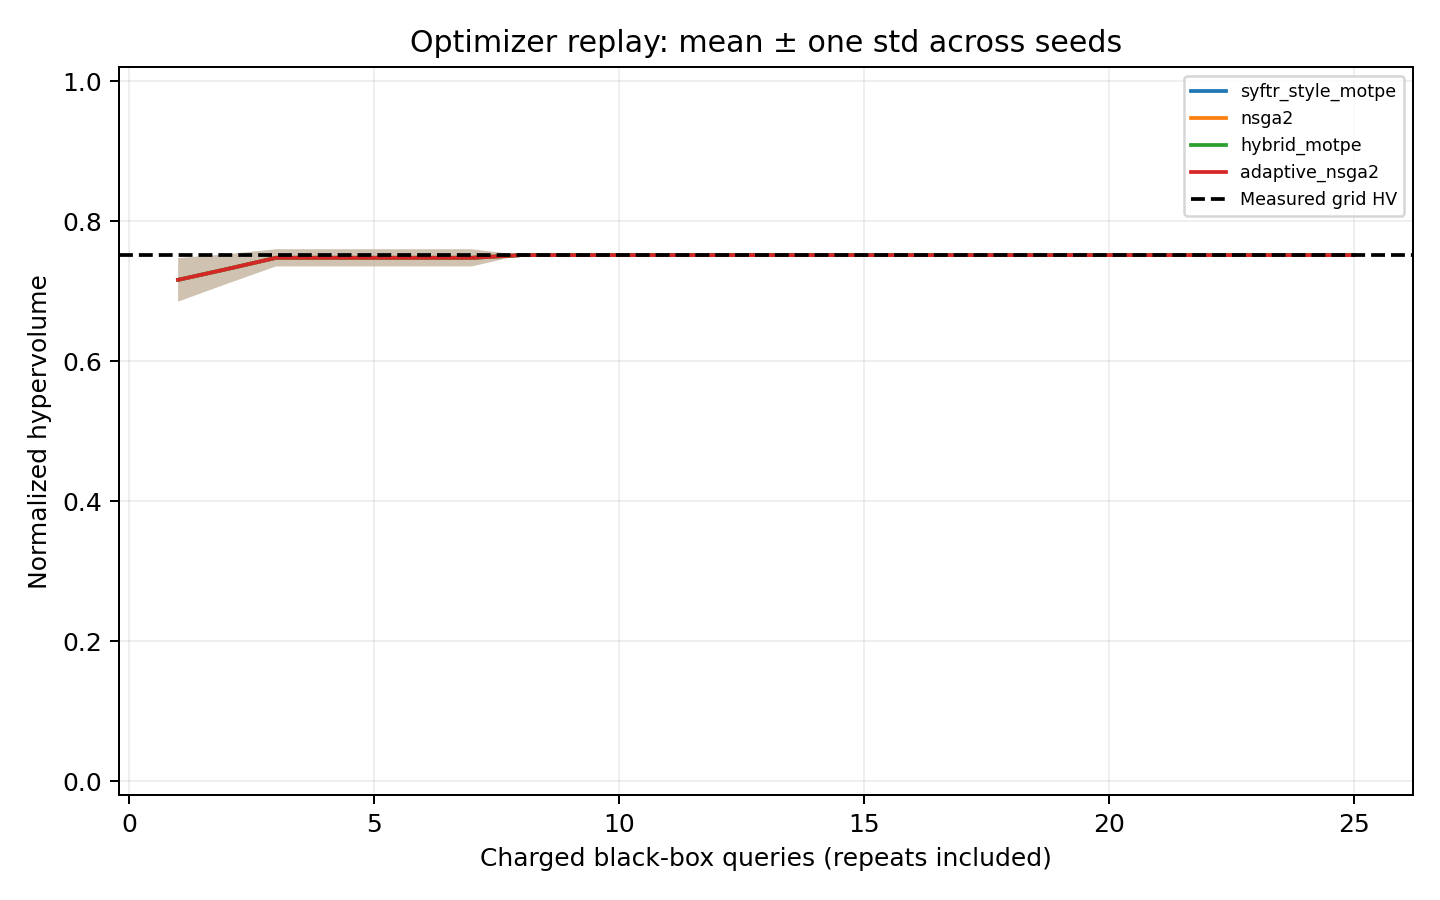 Optimizer replay: mean ± one std across seeds
1.0
0.8
0.6
0.4
0.2
0.0
Normalized hypervolume
syftr_style_motpe
nsga2
hybrid_motpe
adaptive_nsga2
Measured grid HV
0 5 10 15 20 25
Charged black-box queries (repeats included)